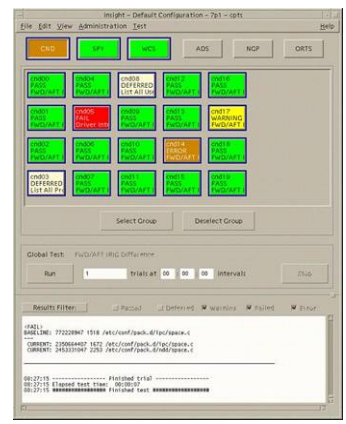 Insight - Default Configuration - 7p1 - cpts
File Edit View Administration Test Help
CND SPY WCS ADS NGP ORTS
cnd00 cnd04 cnd08 cnd12 cnd16
PASS PASS DEFERRED PASS PASS
FWD/AFT I FWD/AFT I List All Use FWD/AFT I FWD/AFT I
cnd01 cnd05 cnd09 cnd13 cnd17
PASS FAIL PASS PASS WARNING
FWD/AFT I Driver Inte FWD/AFT I FWD/AFT I FWD/AFT I
cnd02 cnd06 cnd10 cnd14 cnd18
PASS PASS PASS ERROR PASS
FWD/AFT I FWD/AFT I FWD/AFT I FWD/AFT I FWD/AFT I
cnd03 cnd07 cnd11 cnd15 cnd19
DEFERRED PASS PASS PASS PASS
List All Pro FWD/AFT I FWD/AFT I FWD/AFT I FWD/AFT I
Select Group Deselect Group
Global Test: FWD/AFT IRIG Difference
Run 1 trials at 00 : 00 : 00 intervals Stop
Results Filter: Passed Deferred Warning Failed Error
<FAIL>
BASELINE: 772228947 1518 /etc/conf/pack.d/ipc/space.c
---
CURRENT: 2350664407 1672 /etc/conf/pack.d/ipc/space.c
CURRENT: 2453331047 2253 /etc/conf/pack.d/ndd/space.c
08:27:15 ---------------- Finished trial ----------------
08:27:15 Elapsed test time: 00:00:07
08:27:15 ################ Finished test ################